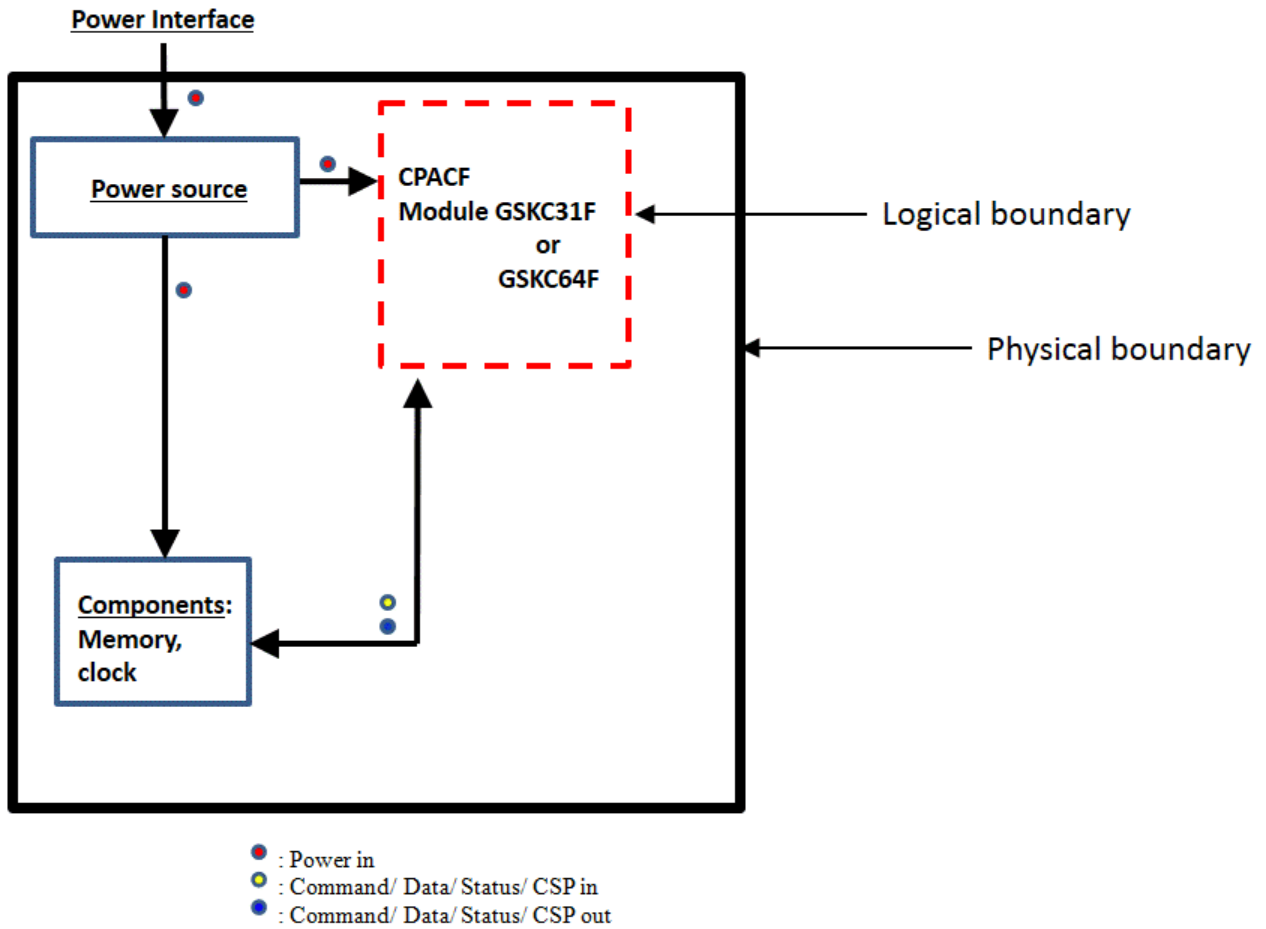 Power Interface
Power source
CPACF
Module GSKC31F
or
GSKC64F
Logical boundary
Physical boundary
Components:
Memory,
clock
: Power in
: Command/ Data/ Status/ CSP in
: Command/ Data/ Status/ CSP out